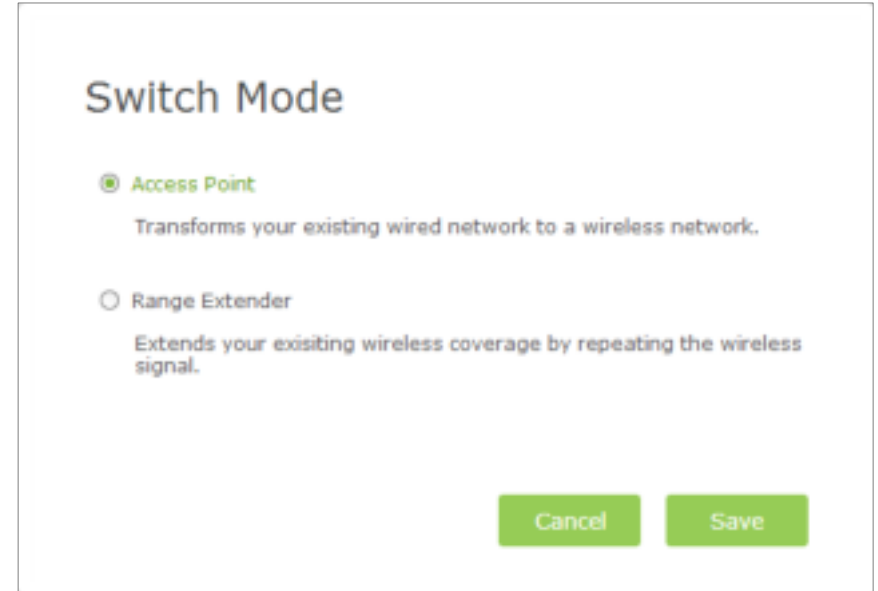 Switch Mode
Access Point
Transforms your existing wired network to a wireless network.
Range Extender
Extends your exisiting wireless coverage by repeating the wireless
signal.
Cancel Save